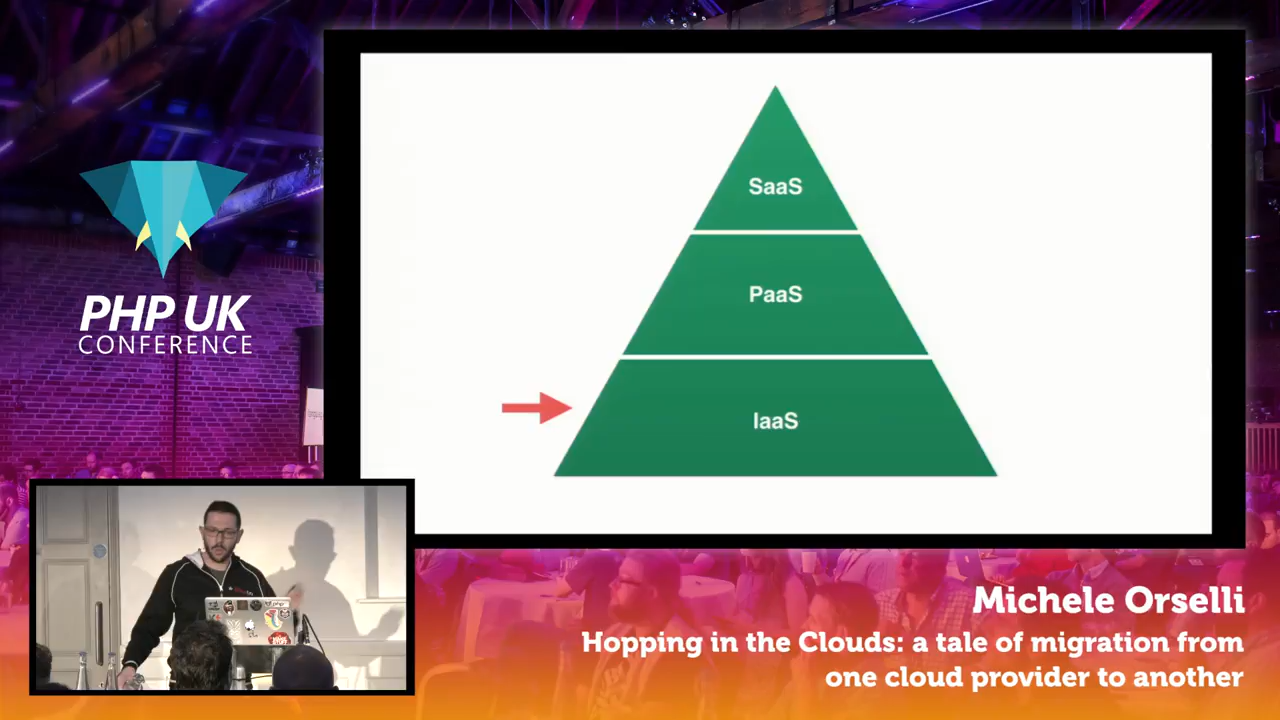 SaaS
PaaS
IaaS
PHP UK
CONFERENCE
Michele Orselli
Hopping in the Clouds: a tale of migration from
one cloud provider to another